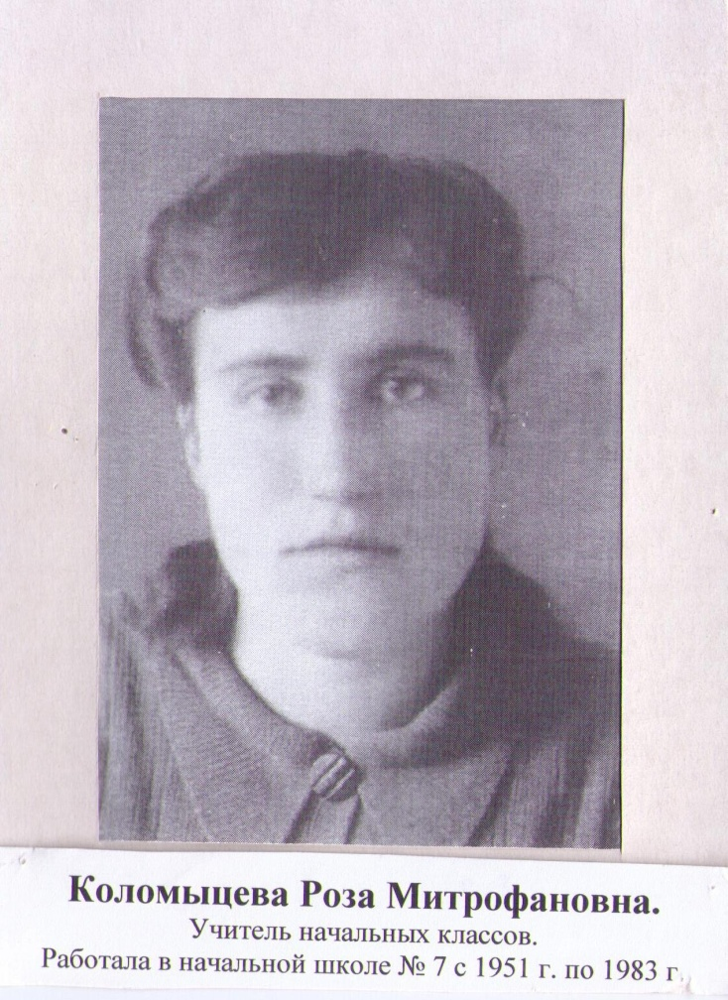 Коломыцева Роза Митрофановна.
Учитель начальных классов.
Работала в начальной школе № 7 с 1951 г. по 1983 г.